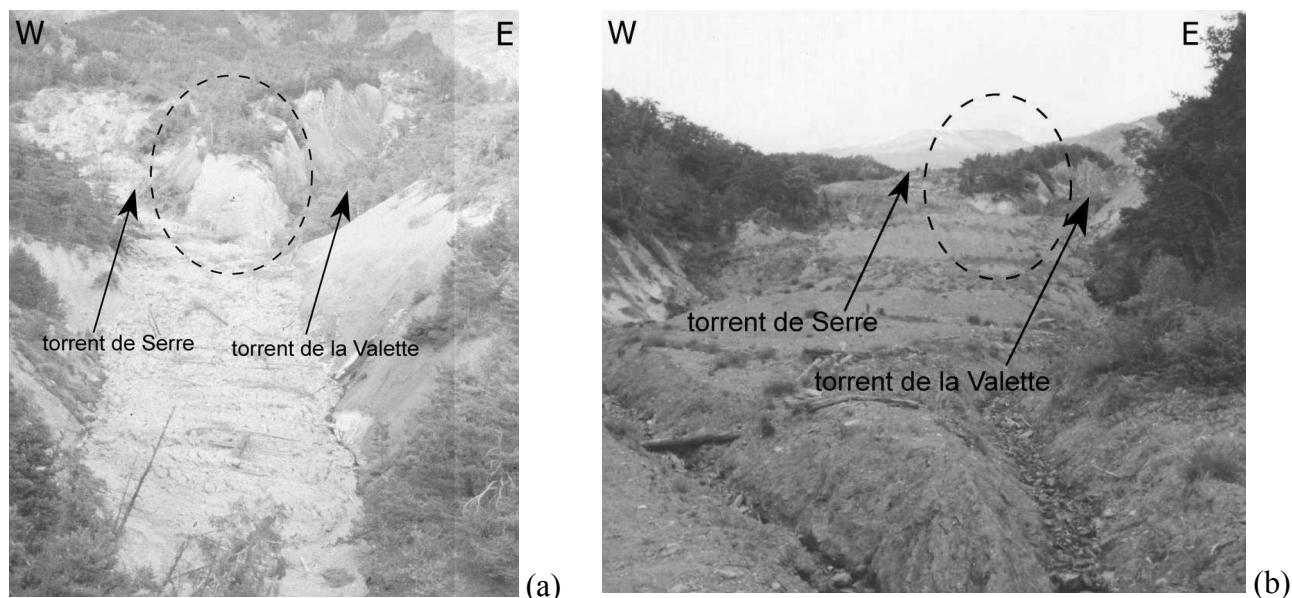 W
E
torrent de Serre
torrent de la Valette
(a)
W
E
torrent de Serre
torrent de la Valette
(b)